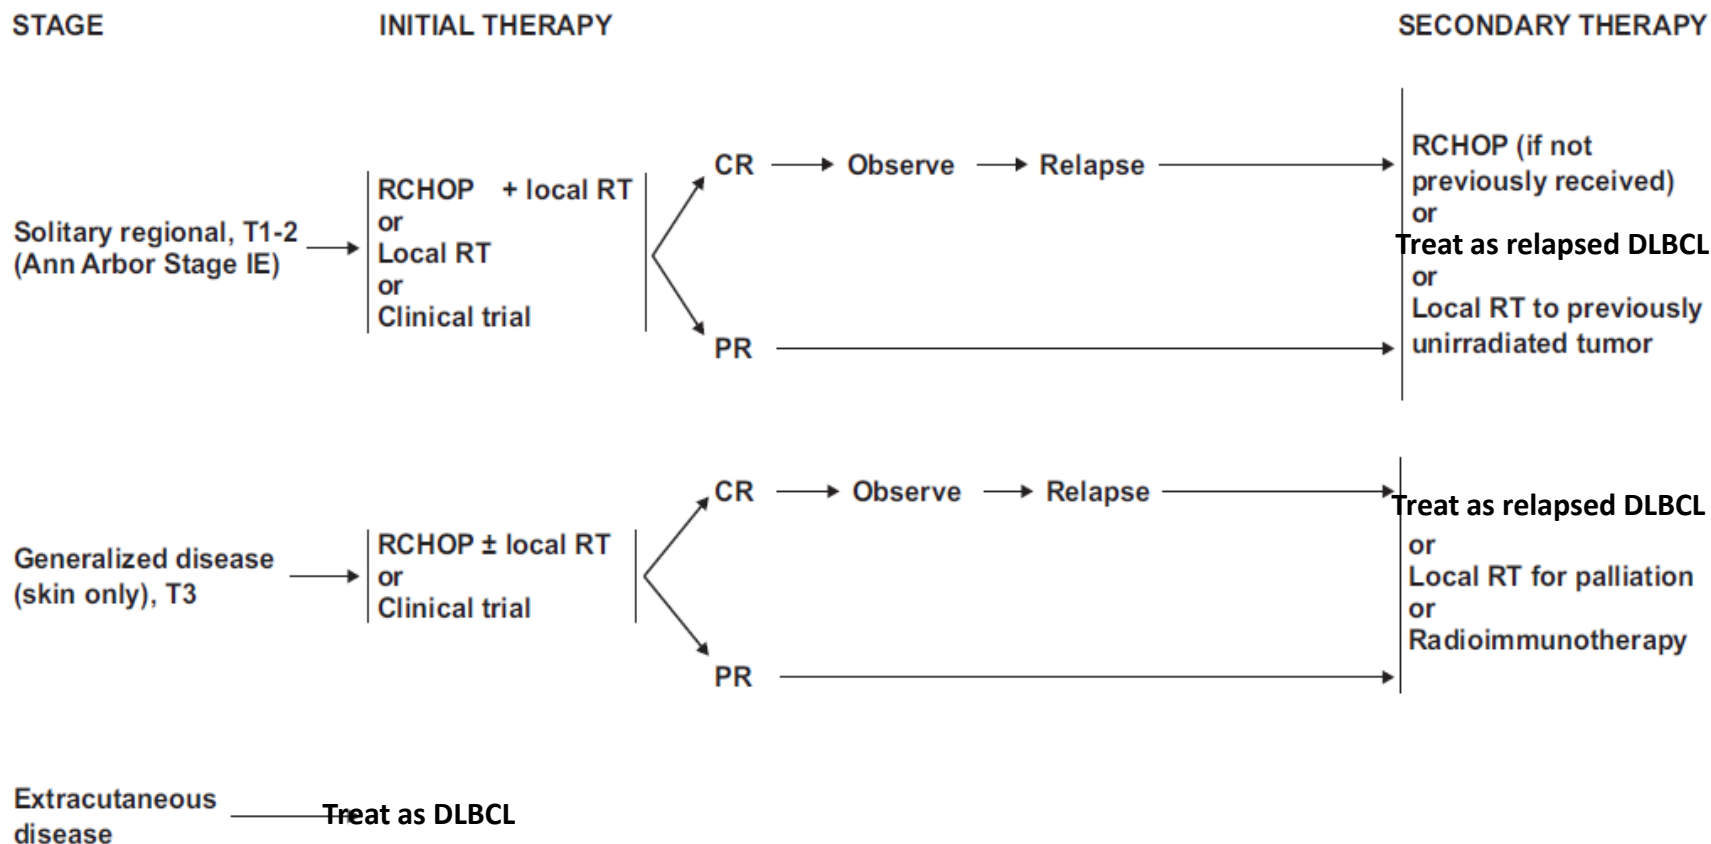 STAGE
INITIAL THERAPY
SECONDARY THERAPY
Solitary regional, T1-2
(Ann Arbor Stage IE)
RCHOP + local RT
or
Local RT
or
Clinical trial
CR
Observe
Relapse
PR
RCHOP (if not
previously received)
or
Treat as relapsed DLBCL
or
Local RT to previously
unirradiated tumor
Generalized disease
(skin only), T3
RCHOP ± local RT
or
Clinical trial
CR
Observe
Relapse
PR
Treat as relapsed DLBCL
or
Local RT for palliation
or
Radioimmunotherapy
Extracutaneous
disease
Treat as DLBCL